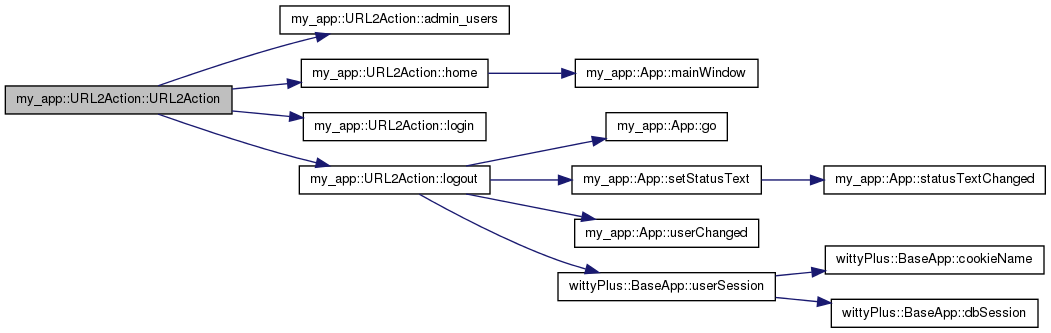 my_app::URL2Action::admin_users
my_app::URL2Action::home
my_app::App::mainWindow
my_app::URL2Action::URL2Action
my_app::URL2Action::login
my_app::App::go
my_app::URL2Action::logout
my_app::App::setStatusText
my_app::App::statusTextChanged
my_app::App::userChanged
wittyPlus::BaseApp::cookieName
wittyPlus::BaseApp::userSession
wittyPlus::BaseApp::dbSession